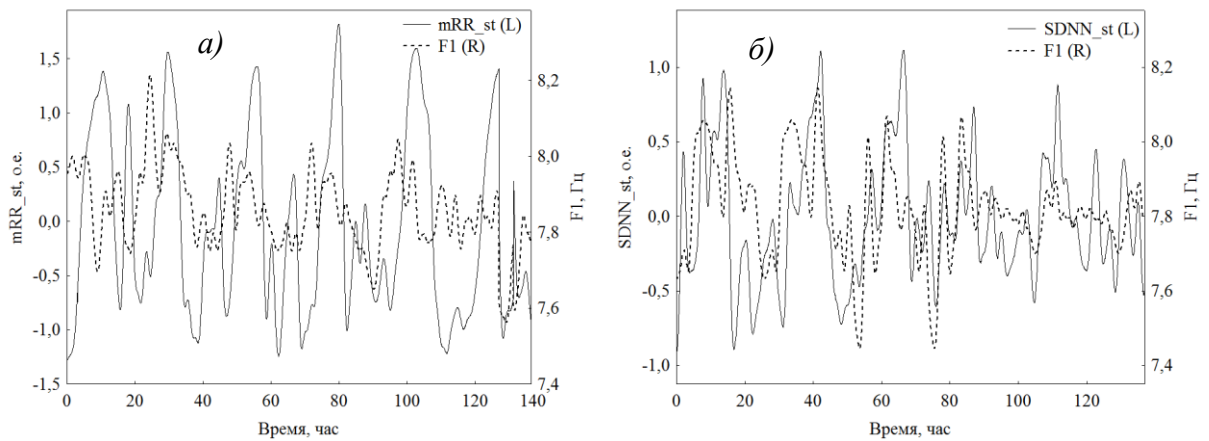 а)
mRR_st (L)
F1 (R)
1,5
1,0
0,5
0,0
-0,5
-1,0
-1,5
mRR_st, о.е.
8,2
8,0
7,8
7,6
7,4
F1, Гц
0 20 40 60 80 100 120 140
Время, час
б)
SDNN_st (L)
F1 (R)
1,0
0,5
0,0
-0,5
-1,0
SDNN_st, о.е.
8,2
8,0
7,8
7,6
7,4
F1, Гц
0 20 40 60 80 100 120
Время, час